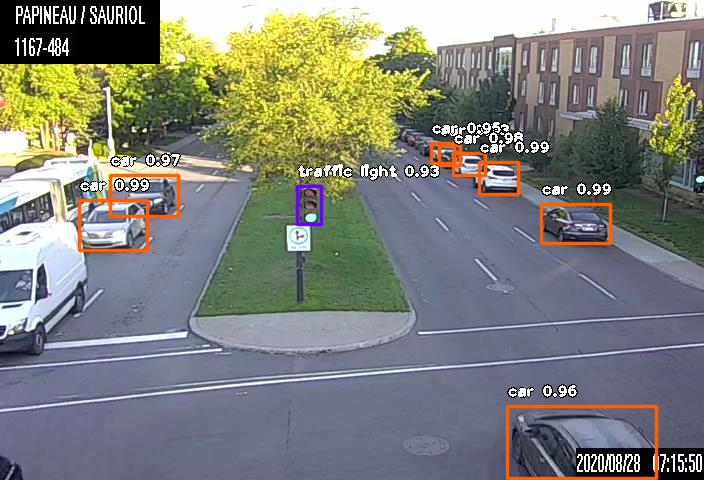 PAPINEAU / SAURIOL
1167-484
car 0.98
car 0.99
car 0.97
traffic light 0.93
car 0.99
car 0.99
car 0.96
2020/08/28 07:15:50